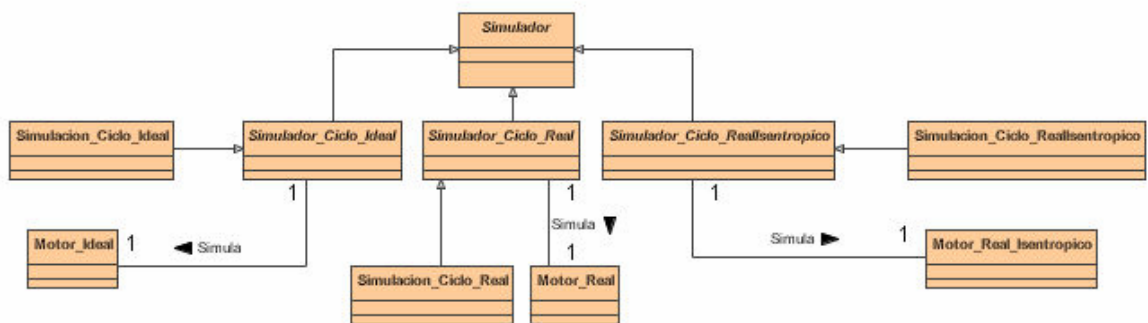 Simulador
Simulacion_Ciclo_Ideal
Simulador_Ciclo_Ideal
Simulador_Ciclo_Real
Simulador_Ciclo_RealIsentropico
Simulacion_Ciclo_RealIsentropico
1
1
1
Motor_Ideal
1
Simula
Simula
1
Simula
1
Motor_Real_Isentropico
Simulacion_Ciclo_Real
Motor_Real